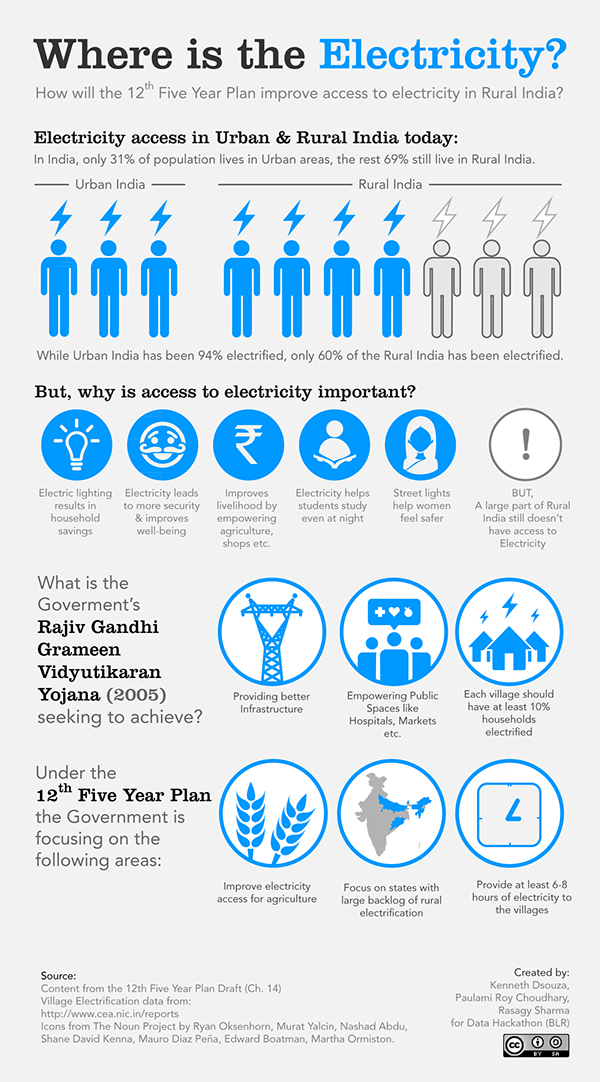 Where is the Electricity?
How will the 12th Five Year Plan improve access to electricity in Rural India?
Electricity access in Urban & Rural India today:
In India, only 31% of population lives in Urban areas, the rest 69% still live in Rural India.
Urban India
Rural India
While Urban India has been 94% electrified, only 60% of the Rural India has been electrified.
But, why is access to electricity important?
Electric lighting
results in
household
savings
Electricity leads
to more security
& improves
well-being
Improves
livelihood by
empowering
agriculture,
shops etc.
Electricity helps
students study
even at night
Street lights
help women
feel safer
!
BUT,
A large part of Rural
India still doesn't
have access to
Electricity
What is the
Goverment's
Rajiv Gandhi
Grameen
Vidyutikaran
Yojana (2005)
seeking to achieve?
Providing better
Infrastructure
Empowering Public
Spaces like
Hospitals, Markets
etc.
Each village should
have at least 10%
households
electrified
Under the
12th Five Year Plan
the Government is
focusing on the
following areas:
Improve electricity
access for agriculture
Focus on states with
large backlog of rural
electrification
Provide at least 6-8
hours of electricity to
the villages
Source:
Content from the 12th Five Year Plan Draft (Ch. 14)
Village Electrification data from:
http://www.cea.nic.in/reports
Icons from The Noun Project by Ryan Oksenhorn, Murat Yalcin, Nashad Abdu,
Shane David Kenna, Mauro Diaz Peña, Edward Boatman, Martha Ormiston.
Created by:
Kenneth Dsouza,
Paulami Roy Choudhary,
Rasagy Sharma
for Data Hackathon (BLR)
cc
BY SA